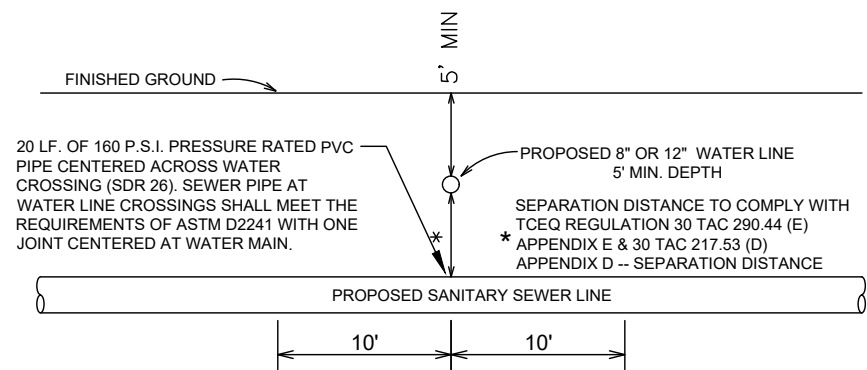 5' MIN
FINISHED GROUND
20 LF. OF 160 P.S.I. PRESSURE RATED PVC
PIPE CENTERED ACROSS WATER
CROSSING (SDR 26). SEWER PIPE AT
WATER LINE CROSSINGS SHALL MEET THE
REQUIREMENTS OF ASTM D2241 WITH ONE
JOINT CENTERED AT WATER MAIN.
PROPOSED 8" OR 12" WATER LINE
5' MIN. DEPTH
*
SEPARATION DISTANCE TO COMPLY WITH
TCEQ REGULATION 30 TAC 290.44 (E)
* APPENDIX E & 30 TAC 217.53 (D)
APPENDIX D -- SEPARATION DISTANCE
PROPOSED SANITARY SEWER LINE
10' 10'